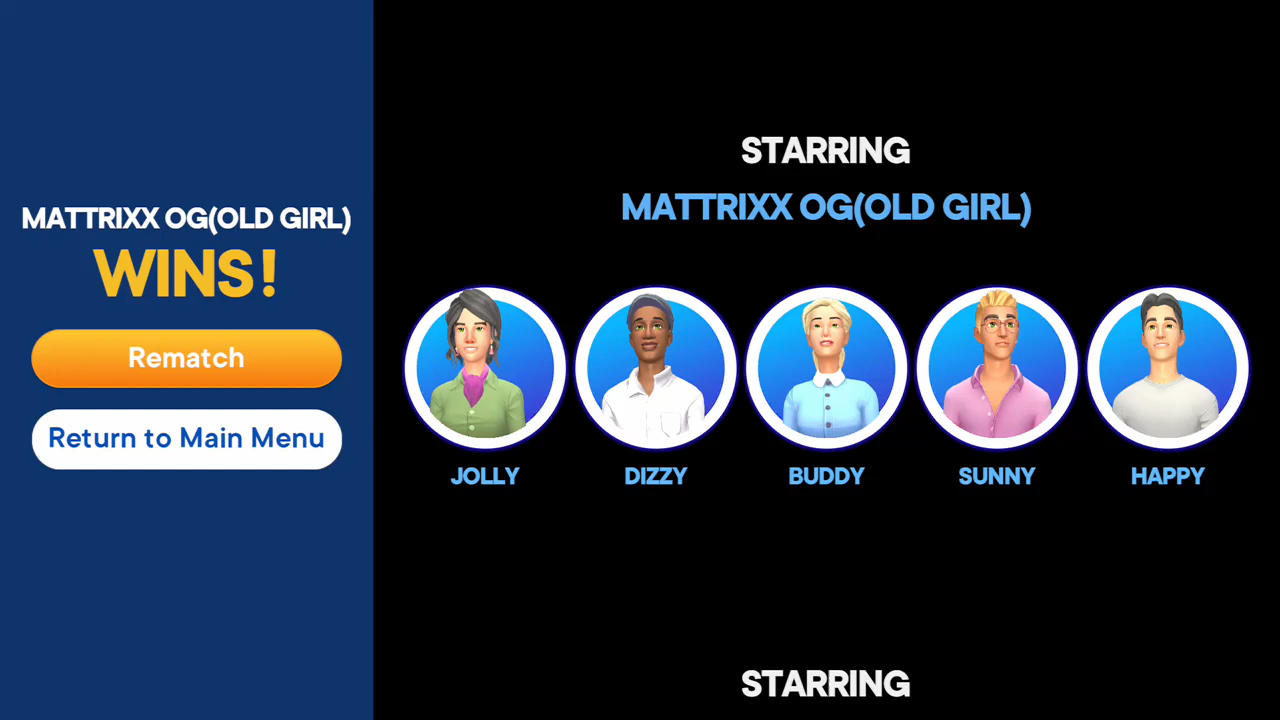 MATTRIXX OG(OLD GIRL)
WINS!
Rematch
Return to Main Menu
STARRING
MATTRIXX OG(OLD GIRL)
JOLLY
DIZZY
BUDDY
SUNNY
HAPPY
STARRING